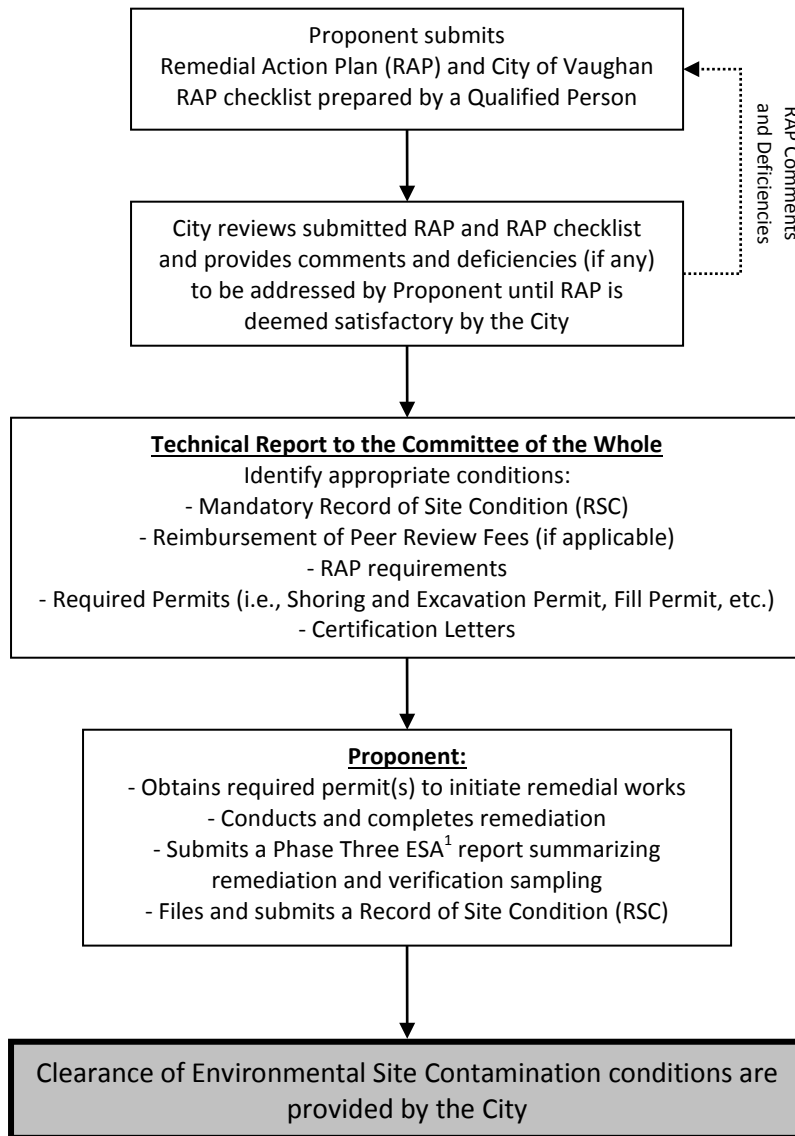 Proponent submits
Remedial Action Plan (RAP) and City of Vaughan
RAP checklist prepared by a Qualified Person
RAP Comments
and Deficiencies
City reviews submitted RAP and RAP checklist
and provides comments and deficiencies (if any)
to be addressed by Proponent until RAP is
deemed satisfactory by the City
Technical Report to the Committee of the Whole
Identify appropriate conditions:
- Mandatory Record of Site Condition (RSC)
- Reimbursement of Peer Review Fees (if applicable)
- RAP requirements
- Required Permits (i.e., Shoring and Excavation Permit, Fill Permit, etc.)
- Certification Letters
Proponent:
- Obtains required permit(s) to initiate remedial works
- Conducts and completes remediation
- Submits a Phase Three ESA¹ report summarizing
remediation and verification sampling
- Files and submits a Record of Site Condition (RSC)
Clearance of Environmental Site Contamination conditions are
provided by the City